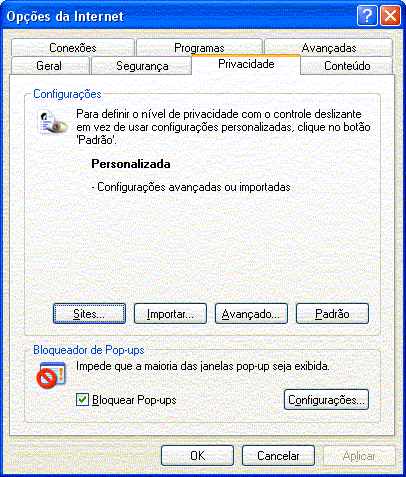 Opções da Internet
Conexões Programas Avançadas
Geral Segurança Privacidade Conteúdo
Configurações
Para definir o nível de privacidade com o controle deslizante
em vez de usar configurações personalizadas, clique no botão
'Padrão'.
Personalizada
- Configurações avançadas ou importadas
Sites... Importar... Avançado... Padrão
Bloqueador de Pop-ups
Impede que a maioria das janelas pop-up seja exibida.
Bloquear Pop-ups Configurações...
OK Cancelar Aplicar